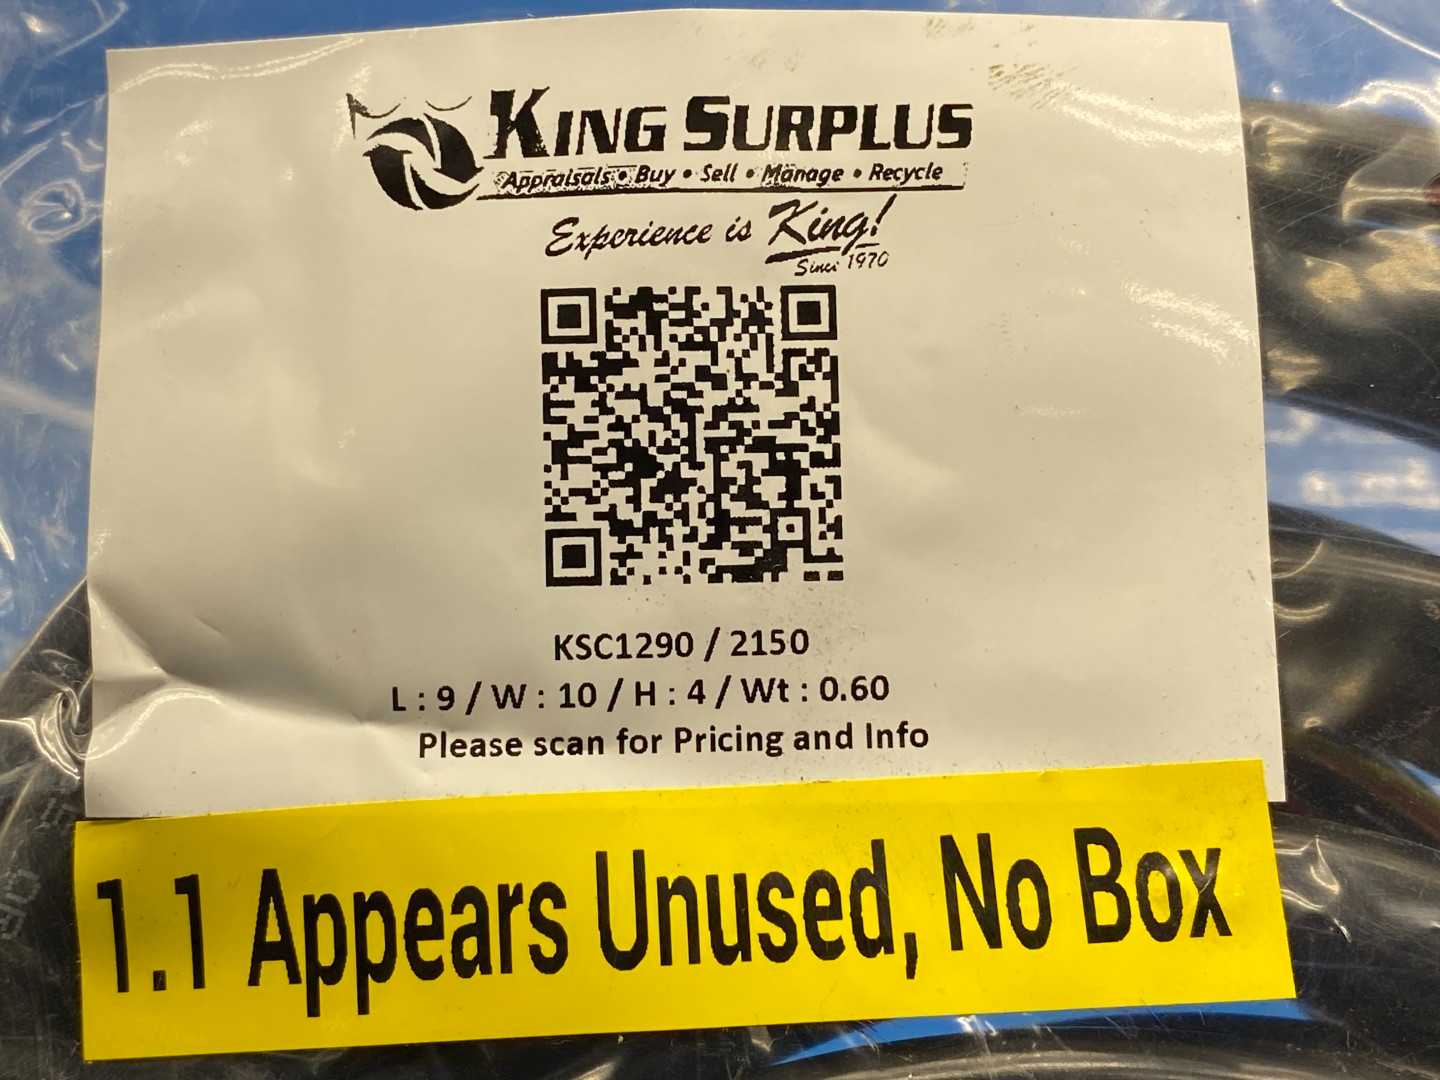 KING SURPLUS
Appraisals • Buy • Sell • Manage • Recycle
Experience is King!
Since 1970
KSC1290 / 2150
L : 9 / W : 10 / H : 4 / Wt : 0.60
Please scan for Pricing and Info
1.1 Appears Unused, No Box